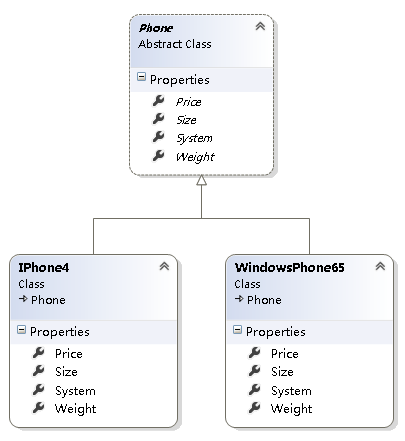 Phone
Abstract Class
Properties
Price
Size
System
Weight
IPhone4
Class
Phone
Properties
Price
Size
System
Weight
WindowsPhone65
Class
Phone
Properties
Price
Size
System
Weight